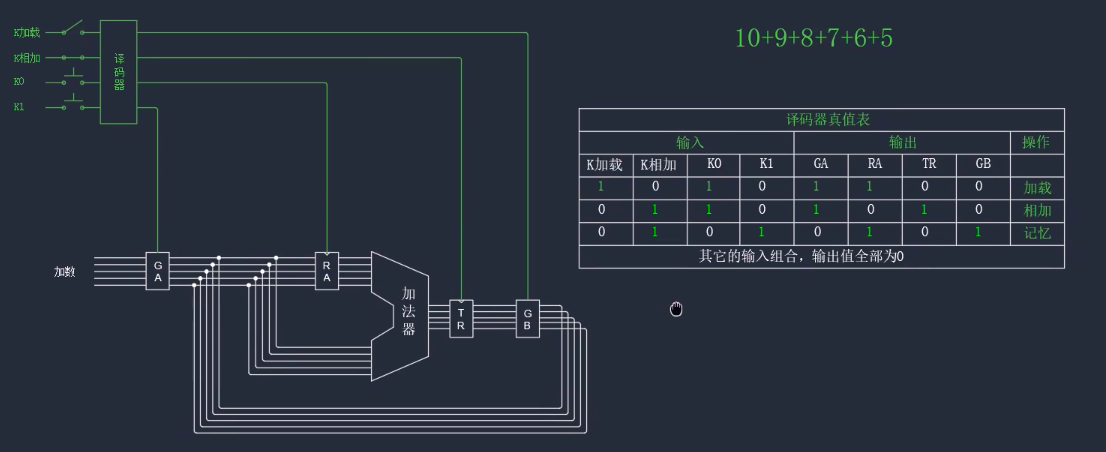 10+9+8+7+6+5
K加载
K相加
K0
K1
译码器
译码器真值表
输入 输出 操作
K加载 K相加 K0 K1 GA RA TR GB
1 0 1 0 1 1 0 0 加载
0 1 1 0 1 0 1 0 相加
0 1 0 1 0 1 0 1 记忆
其它的输入组合，输出值全部为0
加数
GA
RA
加法器
TR
GB